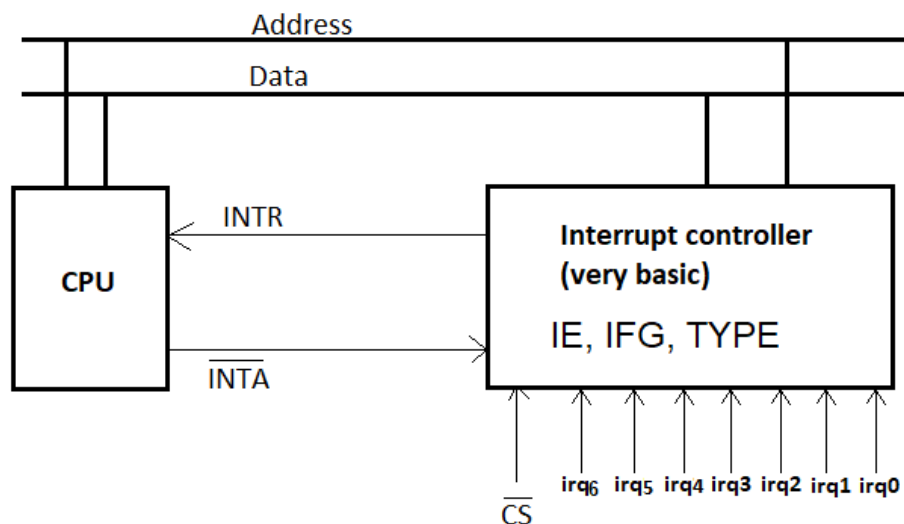 Address
Data
INTR
CPU
INTA
Interrupt controller
(very basic)
IE, IFG, TYPE
CS
irq6 irq5 irq4 irq3 irq2 irq1 irq0